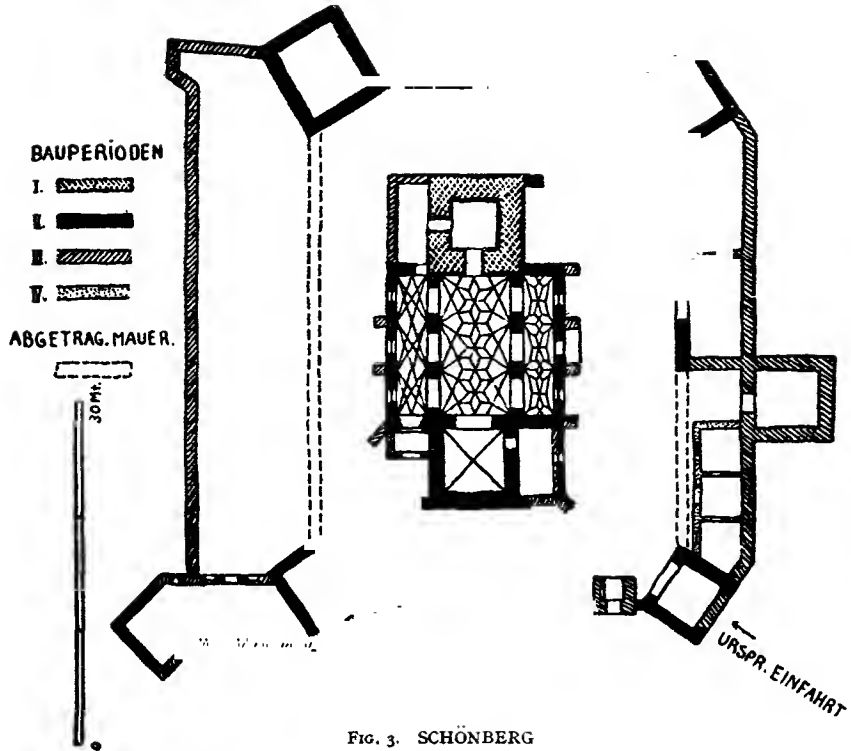 BAUPERIODEN
I.
II.
III.
IV.
ABGETRAG. MAUER.
30 Mt.
0
URSPR. EINFAHRT
FIG. 3. SCHÖNBERG